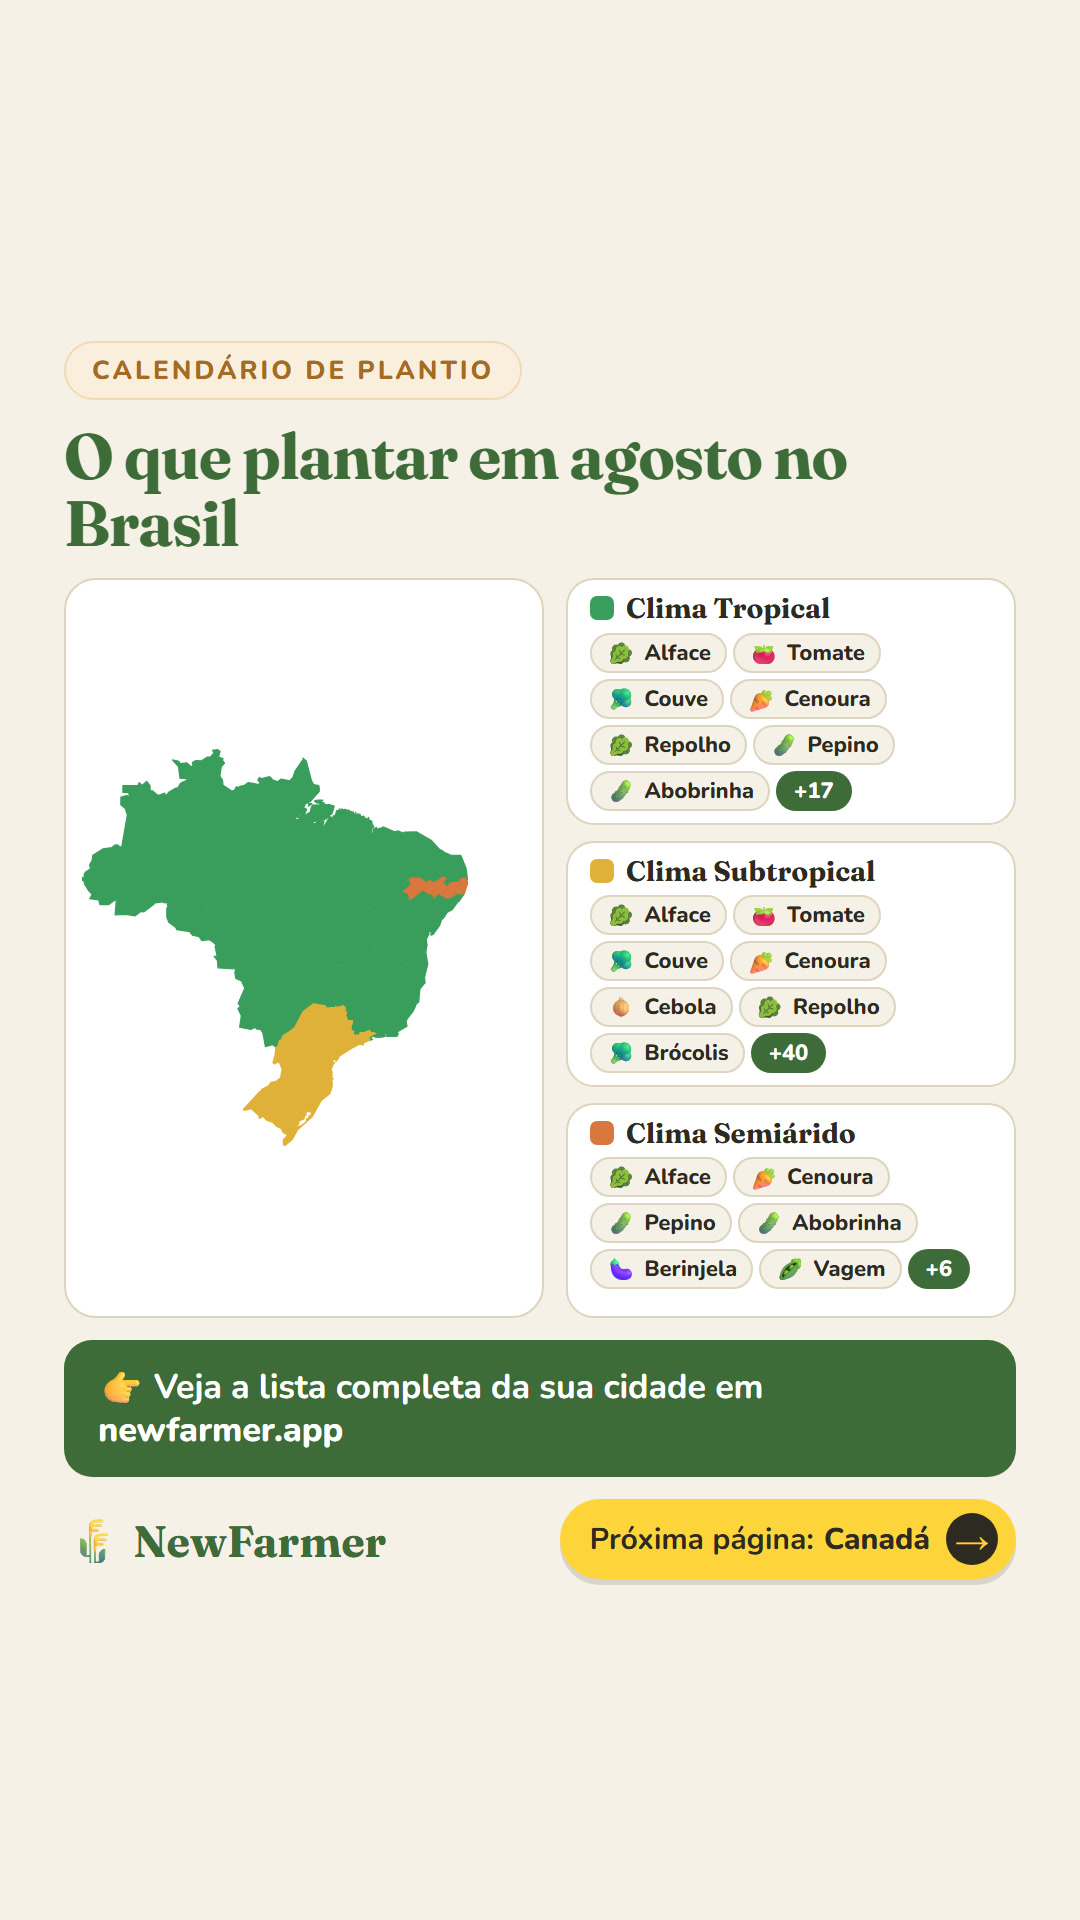 CALENDÁRIO DE PLANTIO
O que plantar em agosto no
Brasil
Clima Tropical
Alface Tomate
Couve Cenoura
Repolho Pepino
Abobrinha +17
Clima Subtropical
Alface Tomate
Couve Cenoura
Cebola Repolho
Brócolis +40
Clima Semiárido
Alface Cenoura
Pepino Abobrinha
Berinjela Vagem +6
👉 Veja a lista completa da sua cidade em
newfarmer.app
NewFarmer
Próxima página: Canadá →